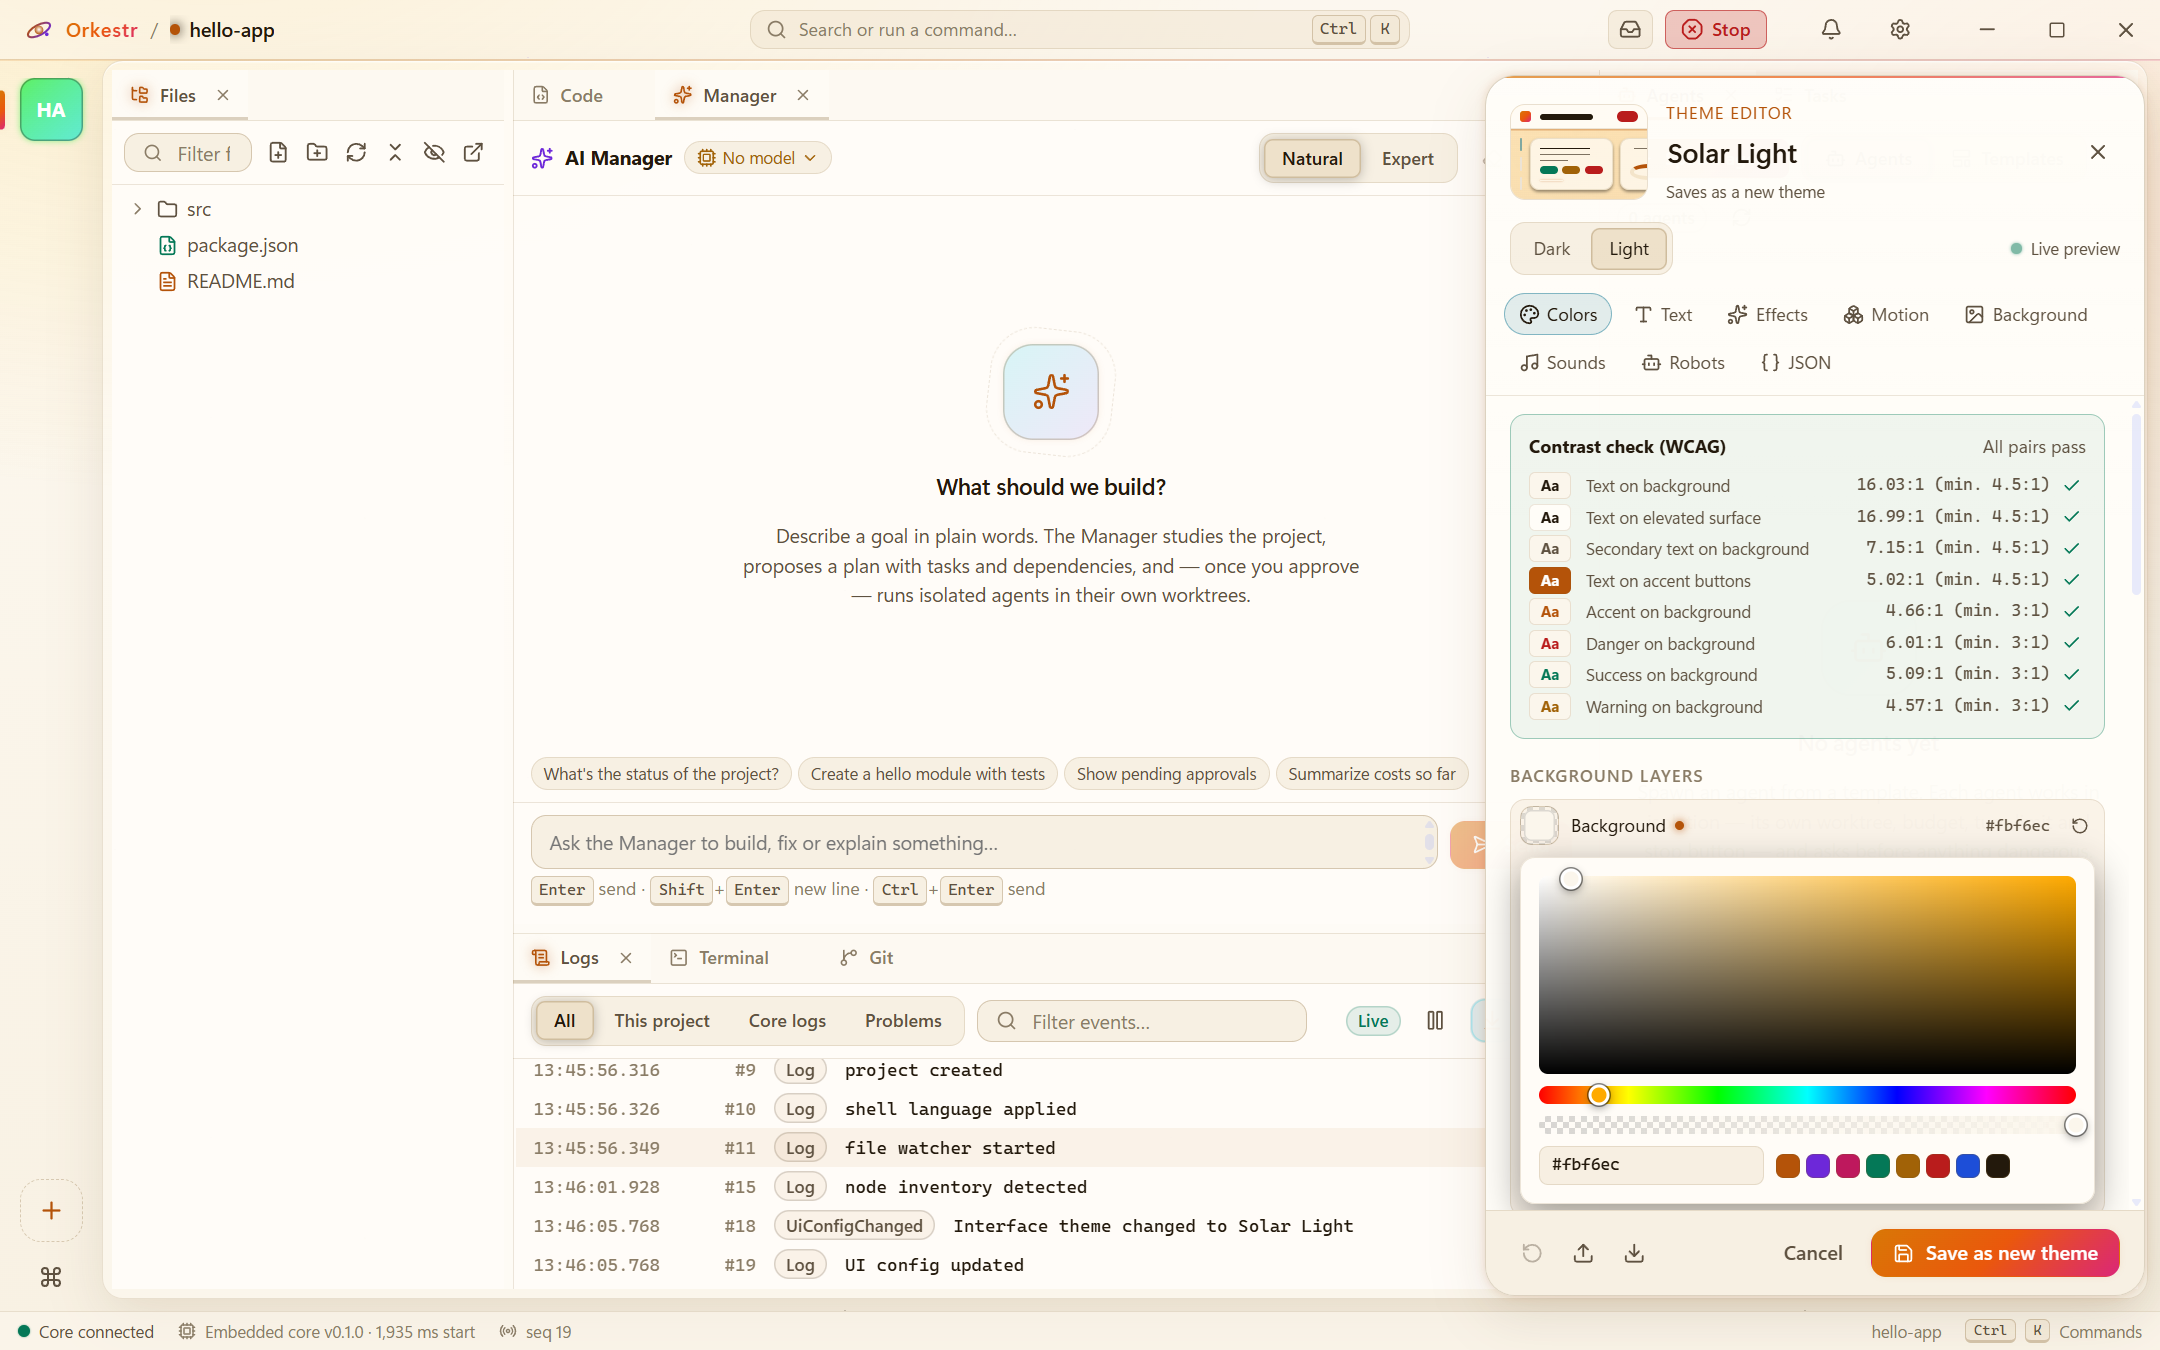 Orkestr / hello-app
Search or run a command...
Ctrl K
Stop
HA
Files
Filter f
src
package.json
README.md
Code
Manager
AI Manager
No model
Natural
Expert
What should we build?
Describe a goal in plain words. The Manager studies the project,
proposes a plan with tasks and dependencies, and — once you approve
— runs isolated agents in their own worktrees.
What's the status of the project?
Create a hello module with tests
Show pending approvals
Summarize costs so far
Ask the Manager to build, fix or explain something...
Enter send · Shift + Enter new line · Ctrl + Enter send
Logs
Terminal
Git
All
This project
Core logs
Problems
Filter events...
Live
13:45:56.316 #9 Log project created
13:45:56.326 #10 Log shell language applied
13:45:56.349 #11 Log file watcher started
13:46:01.928 #15 Log node inventory detected
13:46:05.768 #18 UiConfigChanged Interface theme changed to Solar Light
13:46:05.768 #19 Log UI config updated
THEME EDITOR
Solar Light
Saves as a new theme
Dark
Light
Live preview
Colors
Text
Effects
Motion
Background
Sounds
Robots
JSON
Contrast check (WCAG)
All pairs pass
Aa Text on background 16.03:1 (min. 4.5:1)
Aa Text on elevated surface 16.99:1 (min. 4.5:1)
Aa Secondary text on background 7.15:1 (min. 4.5:1)
Aa Text on accent buttons 5.02:1 (min. 4.5:1)
Aa Accent on background 4.66:1 (min. 3:1)
Aa Danger on background 6.01:1 (min. 3:1)
Aa Success on background 5.09:1 (min. 3:1)
Aa Warning on background 4.57:1 (min. 3:1)
No agents yet
BACKGROUND LAYERS
Background
#fbf6ec
#fbf6ec
Cancel
Save as new theme
Core connected
Embedded core v0.1.0 · 1,935 ms start
seq 19
hello-app
Ctrl K Commands